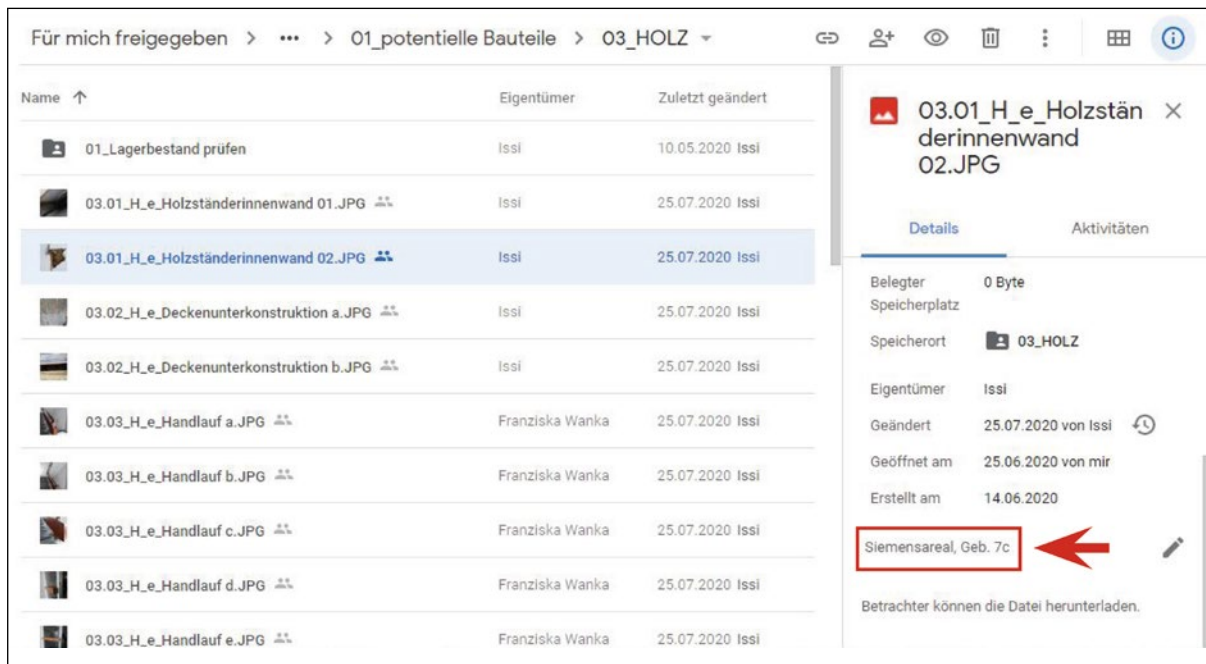 Für mich freigegeben > ••• > 01_potentielle Bauteile > 03_HOLZ
Name ↑ Eigentümer Zuletzt geändert
01_Lagerbestand prüfen Issi 10.05.2020 Issi
03.01_H_e_Holzständerinnenwand 01.JPG Issi 25.07.2020 Issi
03.01_H_e_Holzständerinnenwand 02.JPG Issi 25.07.2020 Issi
03.02_H_e_Deckenunterkonstruktion a.JPG Issi 25.07.2020 Issi
03.02_H_e_Deckenunterkonstruktion b.JPG Issi 25.07.2020 Issi
03.03_H_e_Handlauf a.JPG Franziska Wanka 25.07.2020 Issi
03.03_H_e_Handlauf b.JPG Franziska Wanka 25.07.2020 Issi
03.03_H_e_Handlauf c.JPG Franziska Wanka 25.07.2020 Issi
03.03_H_e_Handlauf d.JPG Franziska Wanka 25.07.2020 Issi
03.03_H_e_Handlauf e.JPG Franziska Wanka 25.07.2020 Issi
03.01_H_e_Holzstän
derinnenwand
02.JPG
Details Aktivitäten
Belegter 0 Byte
Speicherplatz
Speicherort 03_HOLZ
Eigentümer Issi
Geändert 25.07.2020 von Issi
Geöffnet am 25.06.2020 von mir
Erstellt am 14.06.2020
Siemensareal, Geb. 7c
Betrachter können die Datei herunterladen.